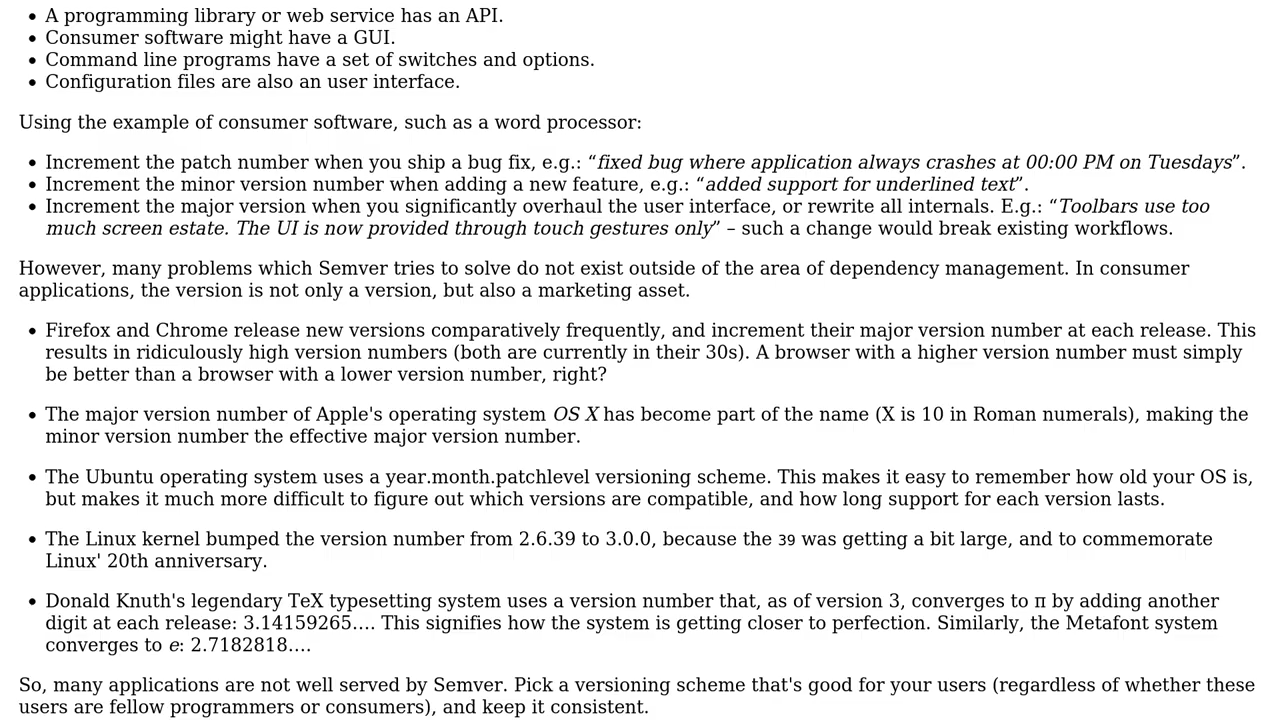 • A programming library or web service has an API.
• Consumer software might have a GUI.
• Command line programs have a set of switches and options.
• Configuration files are also an user interface.
Using the example of consumer software, such as a word processor:
• Increment the patch number when you ship a bug fix, e.g.: “fixed bug where application always crashes at 00:00 PM on Tuesdays”.
• Increment the minor version number when adding a new feature, e.g.: “added support for underlined text”.
• Increment the major version when you significantly overhaul the user interface, or rewrite all internals. E.g.: “Toolbars use too
much screen estate. The UI is now provided through touch gestures only” – such a change would break existing workflows.
However, many problems which Semver tries to solve do not exist outside of the area of dependency management. In consumer
applications, the version is not only a version, but also a marketing asset.
• Firefox and Chrome release new versions comparatively frequently, and increment their major version number at each release. This
results in ridiculously high version numbers (both are currently in their 30s). A browser with a higher version number must simply
be better than a browser with a lower version number, right?
• The major version number of Apple's operating system OS X has become part of the name (X is 10 in Roman numerals), making the
minor version number the effective major version number.
• The Ubuntu operating system uses a year.month.patchlevel versioning scheme. This makes it easy to remember how old your OS is,
but makes it much more difficult to figure out which versions are compatible, and how long support for each version lasts.
• The Linux kernel bumped the version number from 2.6.39 to 3.0.0, because the 39 was getting a bit large, and to commemorate
Linux' 20th anniversary.
• Donald Knuth's legendary TeX typesetting system uses a version number that, as of version 3, converges to π by adding another
digit at each release: 3.14159265…. This signifies how the system is getting closer to perfection. Similarly, the Metafont system
converges to e: 2.7182818….
So, many applications are not well served by Semver. Pick a versioning scheme that's good for your users (regardless of whether these
users are fellow programmers or consumers), and keep it consistent.